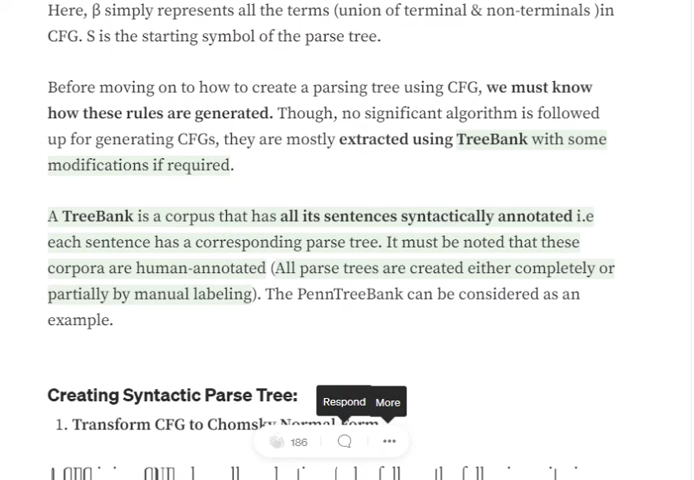 Here, β simply represents all the terms (union of terminal & non-terminals )in
CFG. S is the starting symbol of the parse tree.
Before moving on to how to create a parsing tree using CFG, we must know
how these rules are generated. Though, no significant algorithm is followed
up for generating CFGs, they are mostly extracted using TreeBank with some
modifications if required.
A TreeBank is a corpus that has all its sentences syntactically annotated i.e
each sentence has a corresponding parse tree. It must be noted that these
corpora are human-annotated (All parse trees are created either completely or
partially by manual labeling). The PennTreeBank can be considered as an
example.
Creating Syntactic Parse Tree:
Respond More
1. Transform CFG to Chomsky Normal Form
186